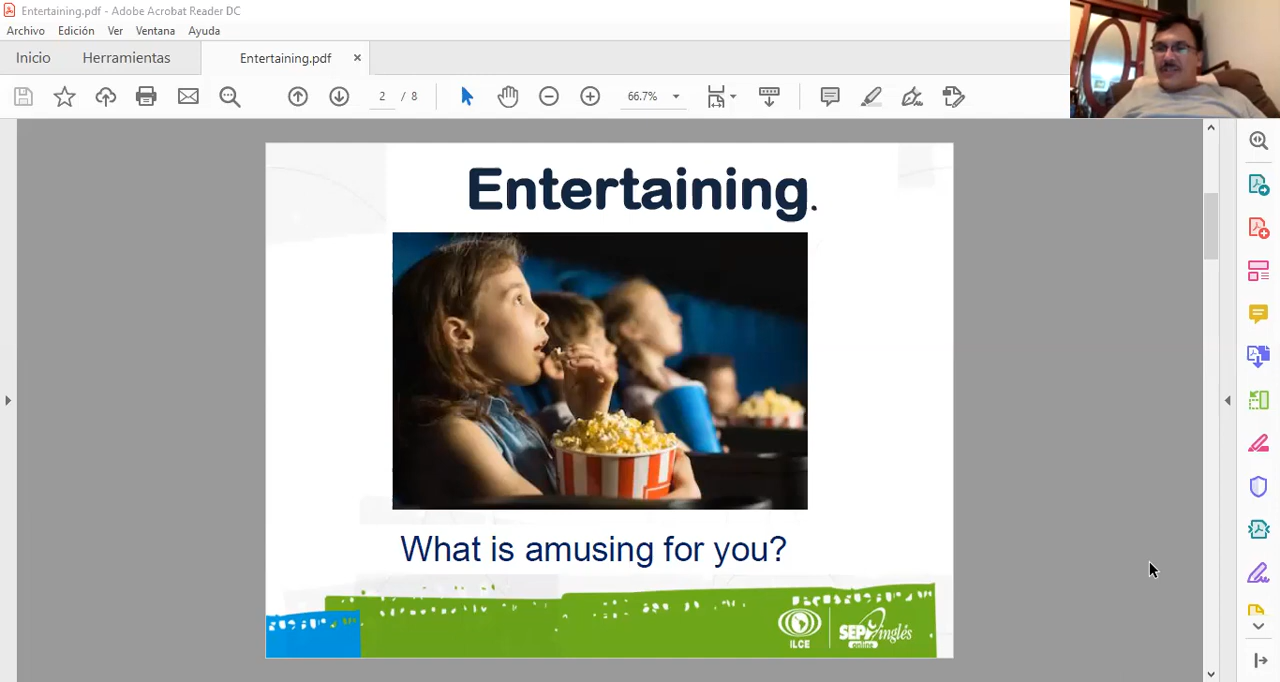 Entertaining.pdf - Adobe Acrobat Reader DC
Archivo Edición Ver Ventana Ayuda
Inicio Herramientas Entertaining.pdf ×
2 / 8 66.7%
Entertaining.
What is amusing for you?
ILCE SEP inglés
online